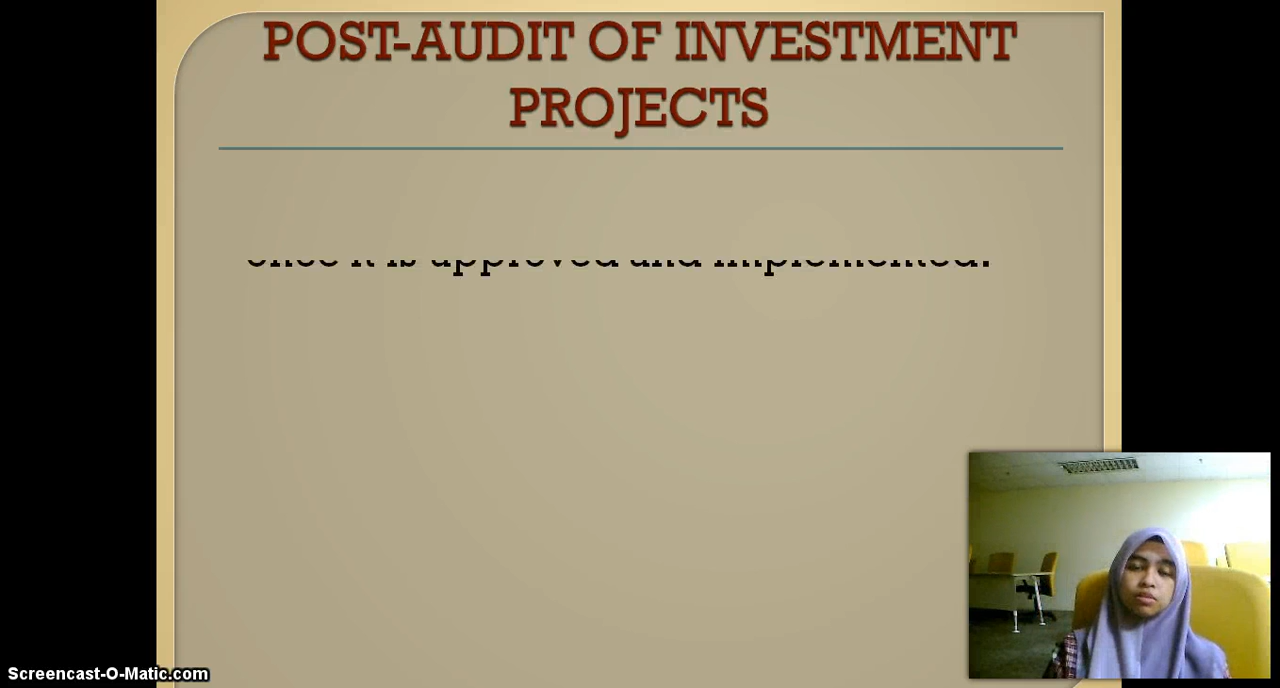 POST-AUDIT OF INVESTMENT
PROJECTS
once it is approved and implemented.
Screencast-O-Matic.com